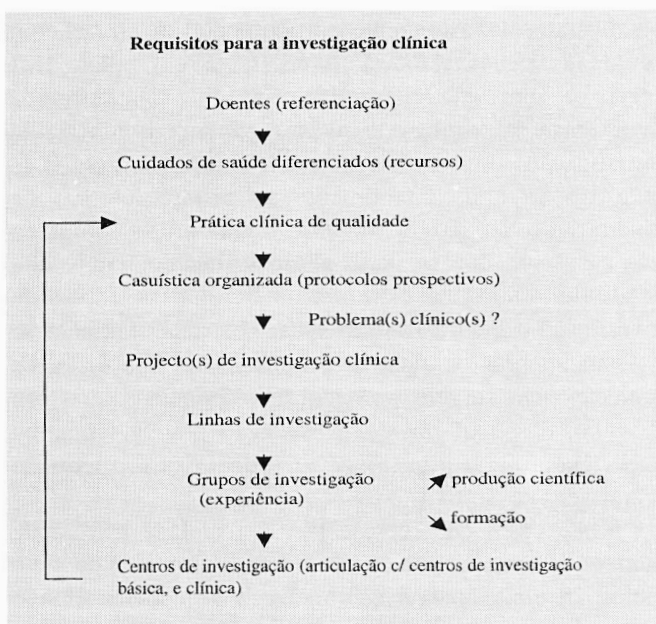 Requisitos para a investigação clínica
Doentes (referenciação)
Cuidados de saúde diferenciados (recursos)
Prática clínica de qualidade
Casuística organizada (protocolos prospectivos)
Problema(s) clínico(s) ?
Projecto(s) de investigação clínica
Linhas de investigação
Grupos de investigação
(experiência)
produção científica
formação
Centros de investigação (articulação c/ centros de investigação
básica, e clínica)